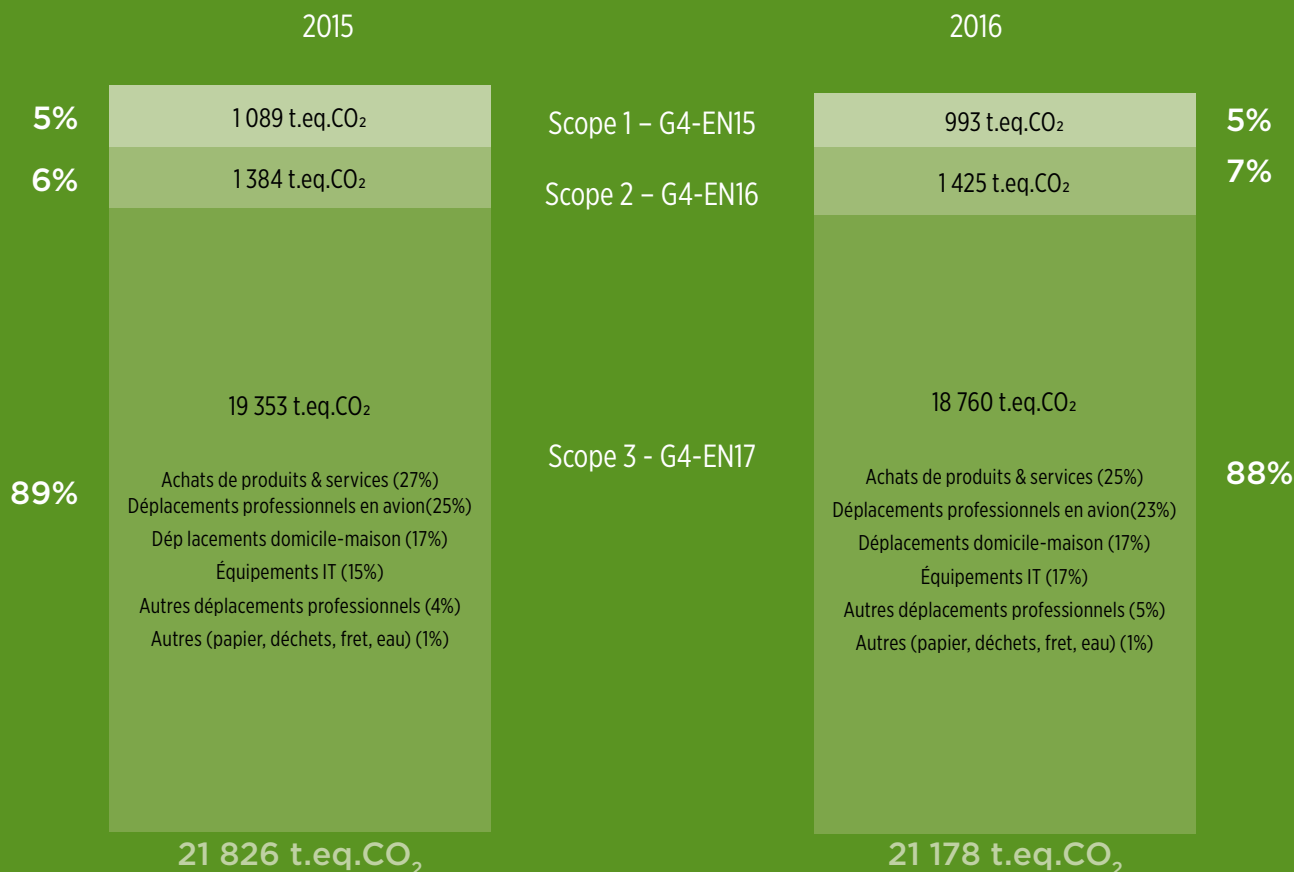 2015
5%
1 089 t.eq.CO₂
6%
1 384 t.eq.CO₂
89%
19 353 t.eq.CO₂
Achats de produits & services (27%)
Déplacements professionnels en avion(25%)
Dép lacements domicile-maison (17%)
Équipements IT (15%)
Autres déplacements professionnels (4%)
Autres (papier, déchets, fret, eau) (1%)
21 826 t.eq.CO₂
Scope 1 – G4-EN15
Scope 2 – G4-EN16
Scope 3 - G4-EN17
2016
993 t.eq.CO₂
5%
1 425 t.eq.CO₂
7%
18 760 t.eq.CO₂
Achats de produits & services (25%)
Déplacements professionnels en avion(23%)
Déplacements domicile-maison (17%)
Équipements IT (17%)
Autres déplacements professionnels (5%)
Autres (papier, déchets, fret, eau) (1%)
88%
21 178 t.eq.CO₂